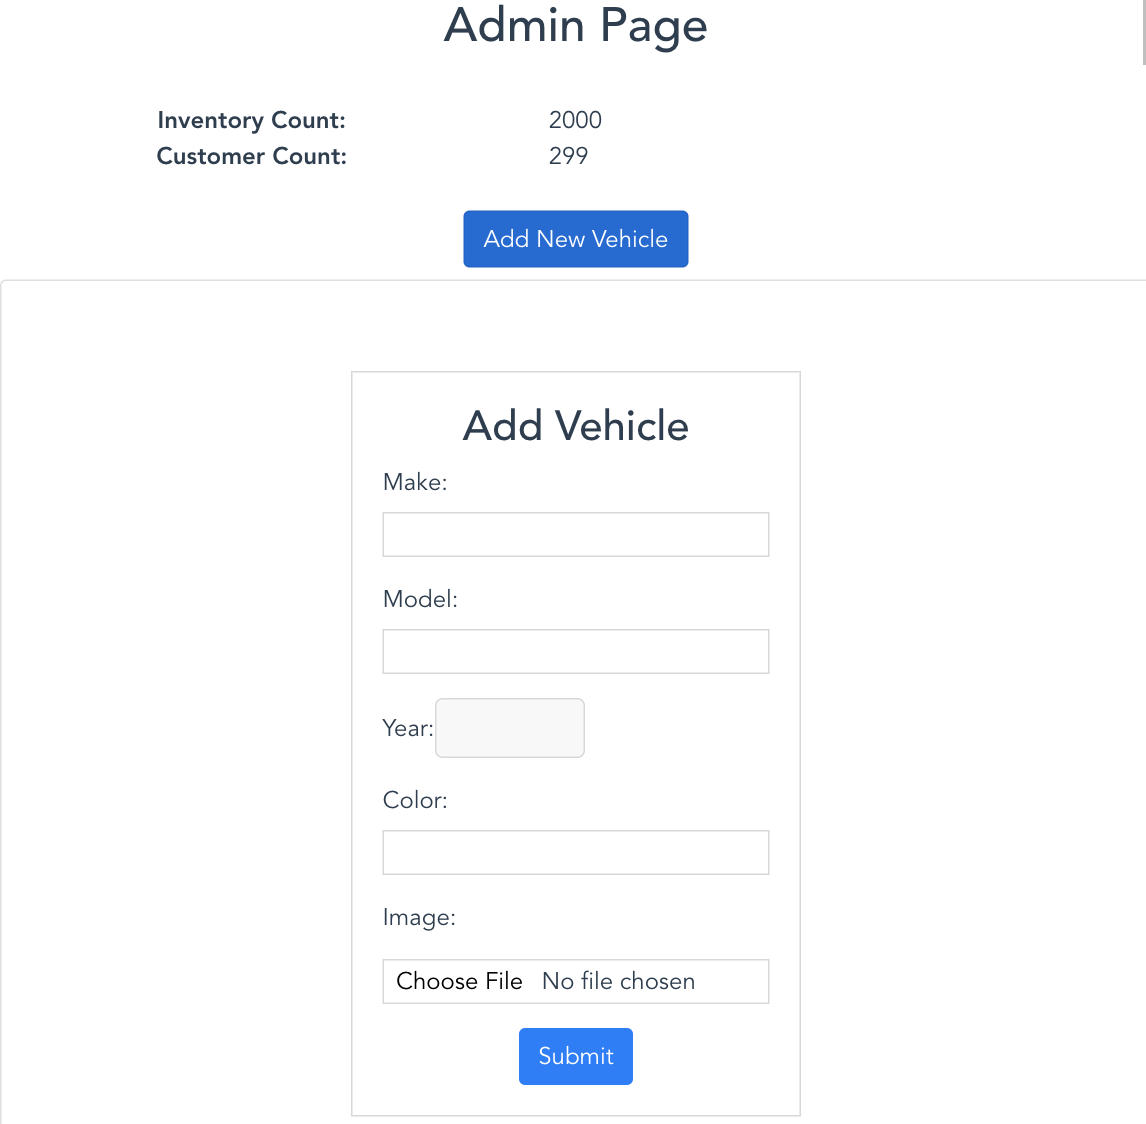 Admin Page
Inventory Count: 2000
Customer Count: 299
Add New Vehicle
Add Vehicle
Make:
Model:
Year:
Color:
Image:
Choose File No file chosen
Submit